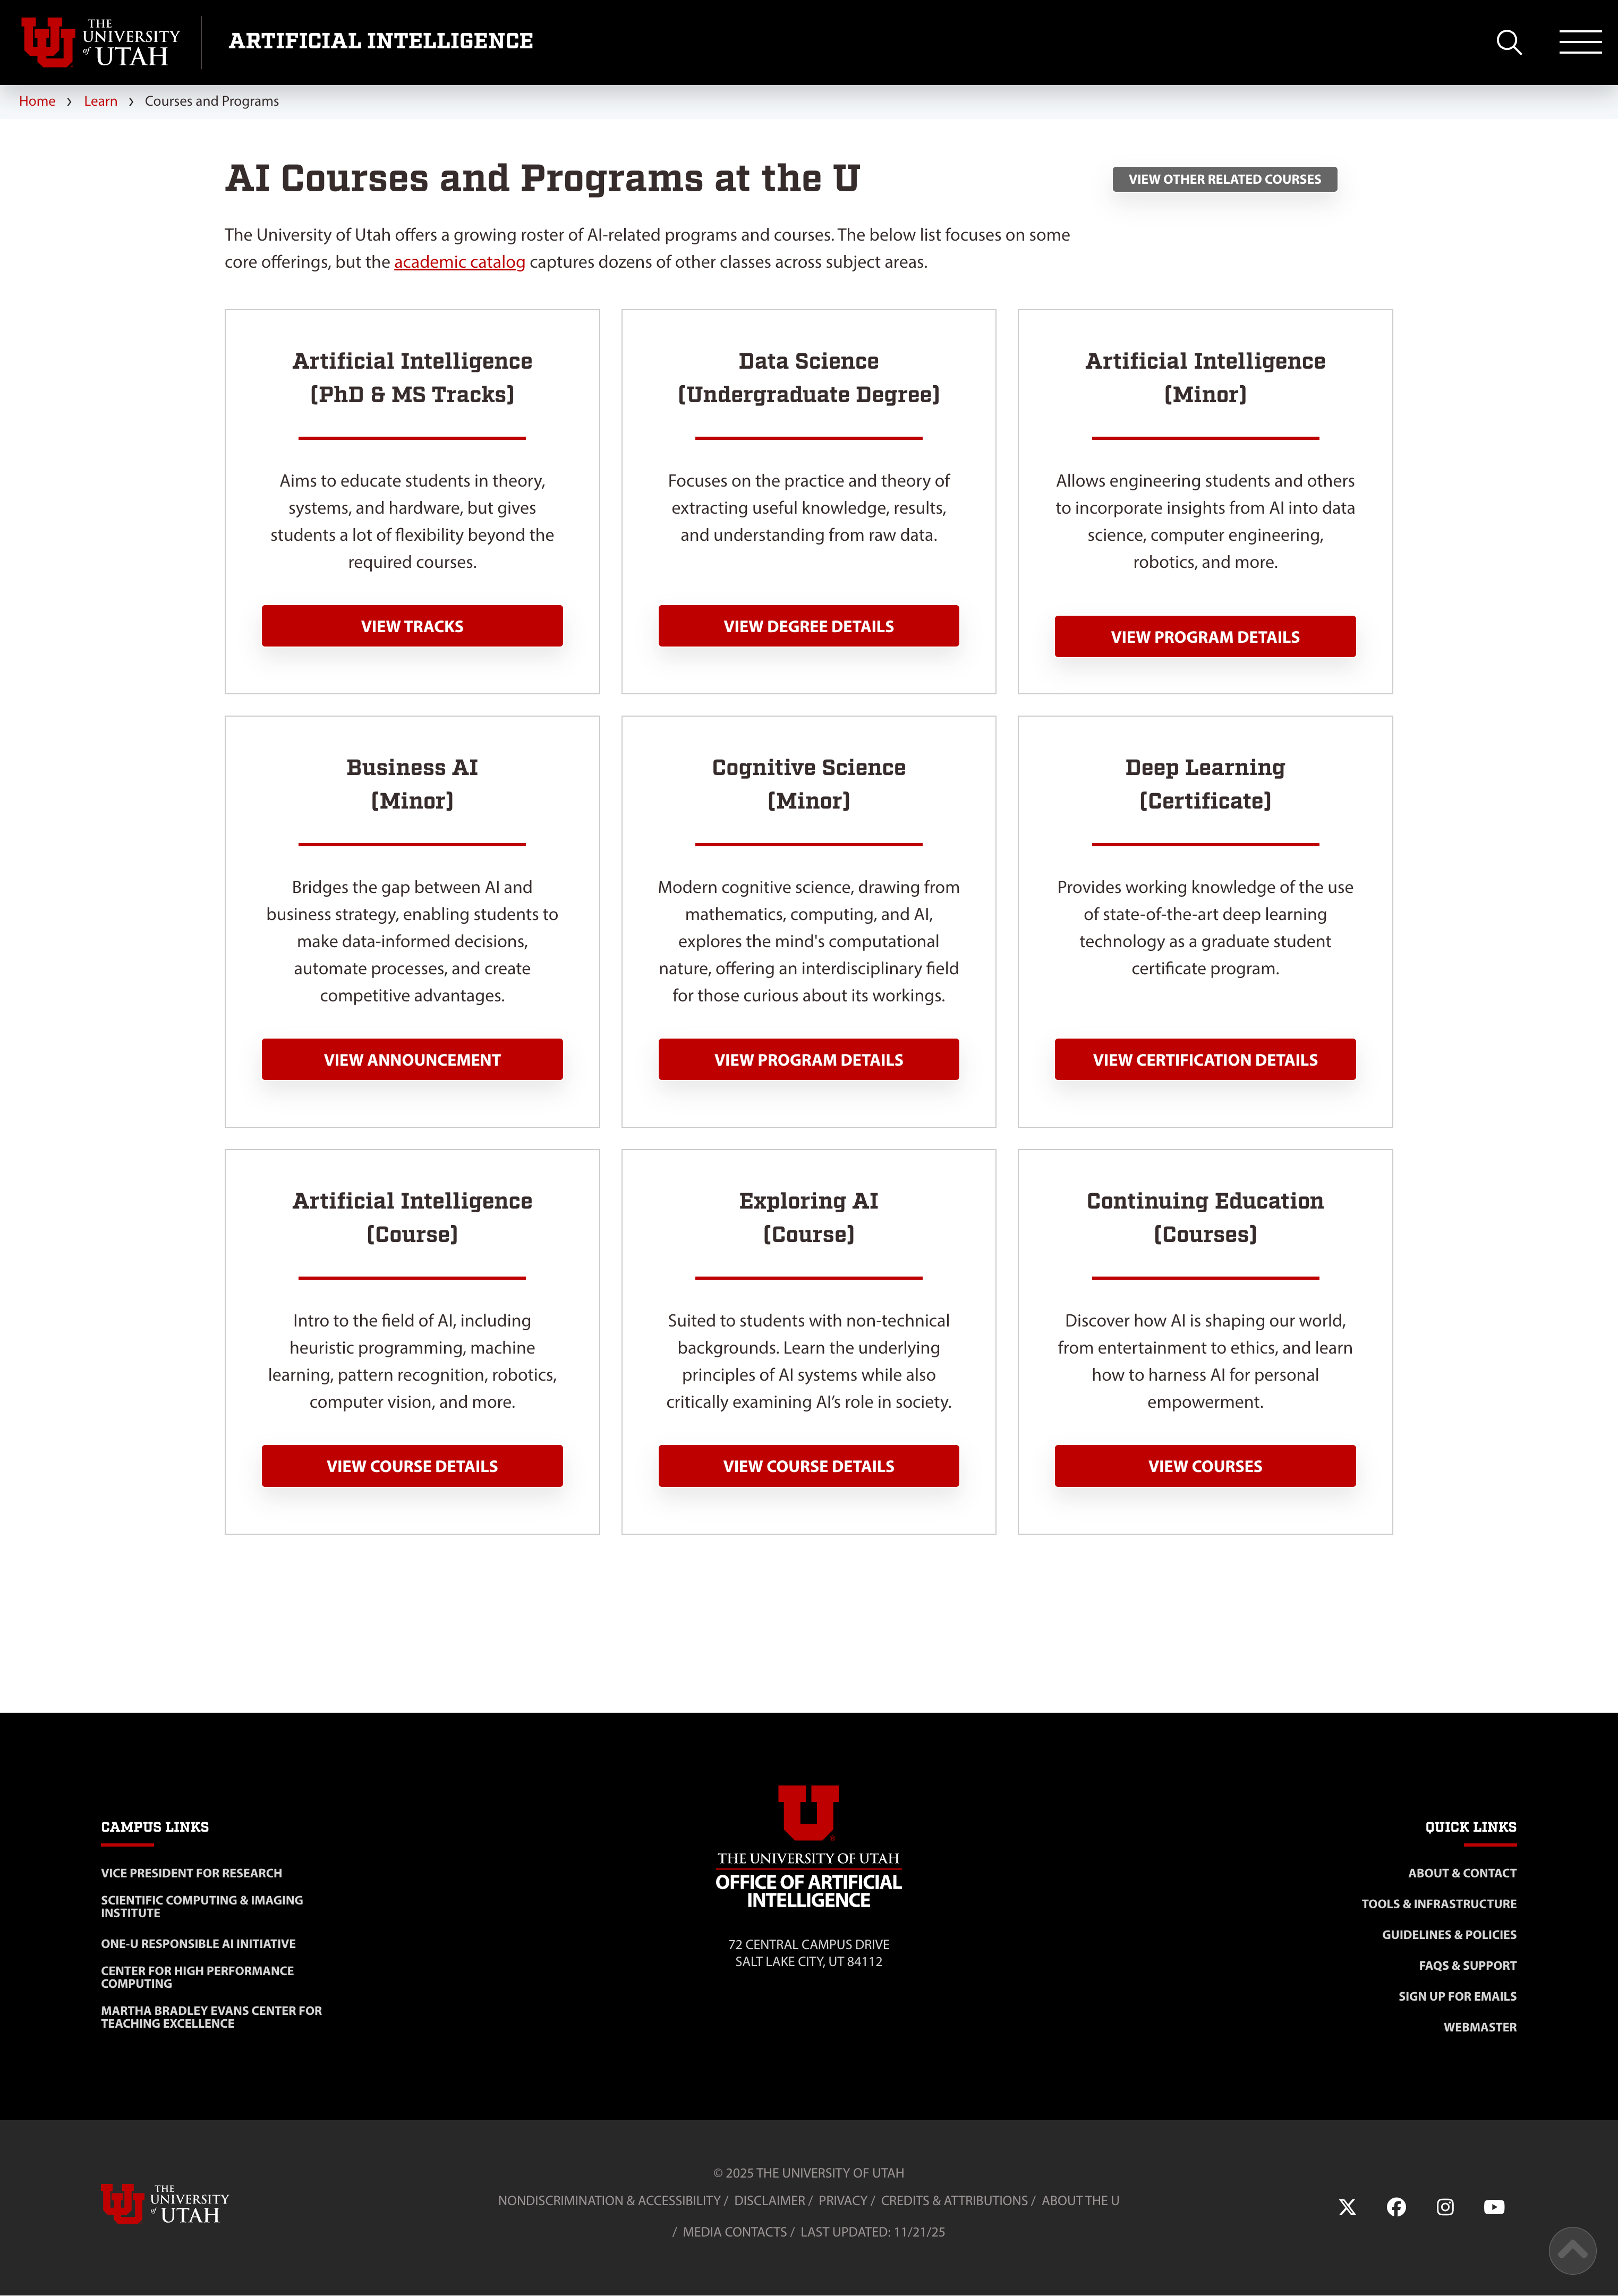 THE
UNIVERSITY
of UTAH
ARTIFICIAL INTELLIGENCE
Home › Learn › Courses and Programs
AI Courses and Programs at the U
VIEW OTHER RELATED COURSES
The University of Utah offers a growing roster of AI-related programs and courses. The below list focuses on some
core offerings, but the academic catalog captures dozens of other classes across subject areas.
Artificial Intelligence
(PhD & MS Tracks)
Aims to educate students in theory,
systems, and hardware, but gives
students a lot of flexibility beyond the
required courses.
VIEW TRACKS
Data Science
(Undergraduate Degree)
Focuses on the practice and theory of
extracting useful knowledge, results,
and understanding from raw data.
VIEW DEGREE DETAILS
Artificial Intelligence
(Minor)
Allows engineering students and others
to incorporate insights from AI into data
science, computer engineering,
robotics, and more.
VIEW PROGRAM DETAILS
Business AI
(Minor)
Bridges the gap between AI and
business strategy, enabling students to
make data-informed decisions,
automate processes, and create
competitive advantages.
VIEW ANNOUNCEMENT
Cognitive Science
(Minor)
Modern cognitive science, drawing from
mathematics, computing, and AI,
explores the mind's computational
nature, offering an interdisciplinary field
for those curious about its workings.
VIEW PROGRAM DETAILS
Deep Learning
(Certificate)
Provides working knowledge of the use
of state-of-the-art deep learning
technology as a graduate student
certificate program.
VIEW CERTIFICATION DETAILS
Artificial Intelligence
(Course)
Intro to the field of AI, including
heuristic programming, machine
learning, pattern recognition, robotics,
computer vision, and more.
VIEW COURSE DETAILS
Exploring AI
(Course)
Suited to students with non-technical
backgrounds. Learn the underlying
principles of AI systems while also
critically examining AI’s role in society.
VIEW COURSE DETAILS
Continuing Education
(Courses)
Discover how AI is shaping our world,
from entertainment to ethics, and learn
how to harness AI for personal
empowerment.
VIEW COURSES
CAMPUS LINKS
VICE PRESIDENT FOR RESEARCH
SCIENTIFIC COMPUTING & IMAGING
INSTITUTE
ONE-U RESPONSIBLE AI INITIATIVE
CENTER FOR HIGH PERFORMANCE
COMPUTING
MARTHA BRADLEY EVANS CENTER FOR
TEACHING EXCELLENCE
THE UNIVERSITY OF UTAH
OFFICE OF ARTIFICIAL
INTELLIGENCE
72 CENTRAL CAMPUS DRIVE
SALT LAKE CITY, UT 84112
QUICK LINKS
ABOUT & CONTACT
TOOLS & INFRASTRUCTURE
GUIDELINES & POLICIES
FAQS & SUPPORT
SIGN UP FOR EMAILS
WEBMASTER
THE
UNIVERSITY
of UTAH
© 2025 THE UNIVERSITY OF UTAH
NONDISCRIMINATION & ACCESSIBILITY / DISCLAIMER / PRIVACY / CREDITS & ATTRIBUTIONS / ABOUT THE U
/ MEDIA CONTACTS / LAST UPDATED: 11/21/25